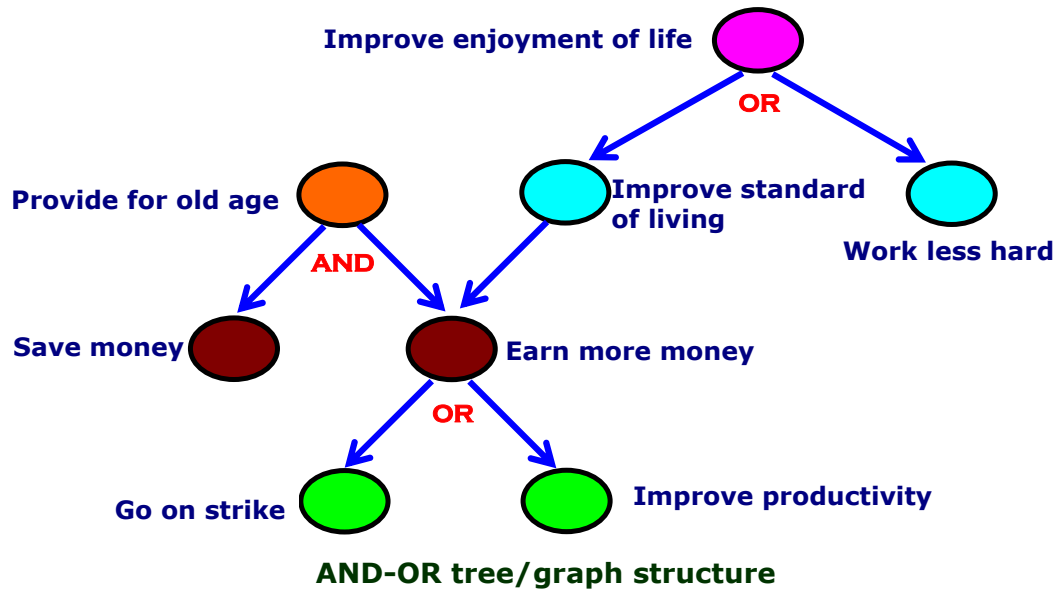 Improve enjoyment of life
OR
Provide for old age
Improve standard
of living
Work less hard
AND
Save money
Earn more money
OR
Go on strike
Improve productivity
AND-OR tree/graph structure